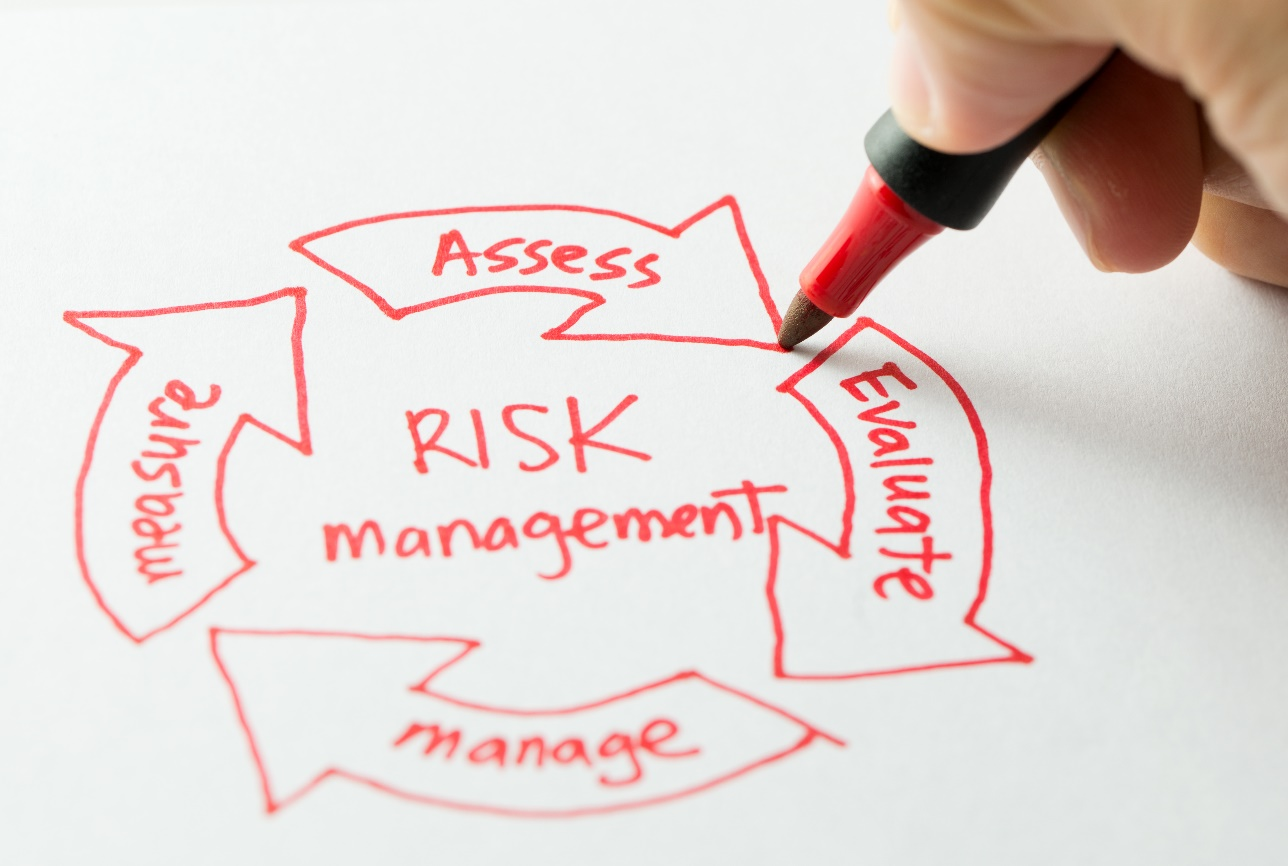 Assess
RISK
management
Evaluate
manage
measure